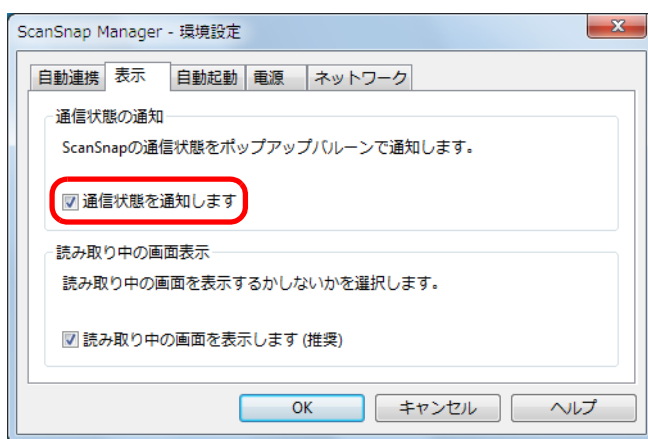 ScanSnap Manager - 環境設定
自動連携 表示 自動起動 電源 ネットワーク
通信状態の通知
ScanSnapの通信状態をポップアップバルーンで通知します。
通信状態を通知します
読み取り中の画面表示
読み取り中の画面を表示するかしないかを選択します。
読み取り中の画面を表示します(推奨)
OK キャンセル ヘルプ